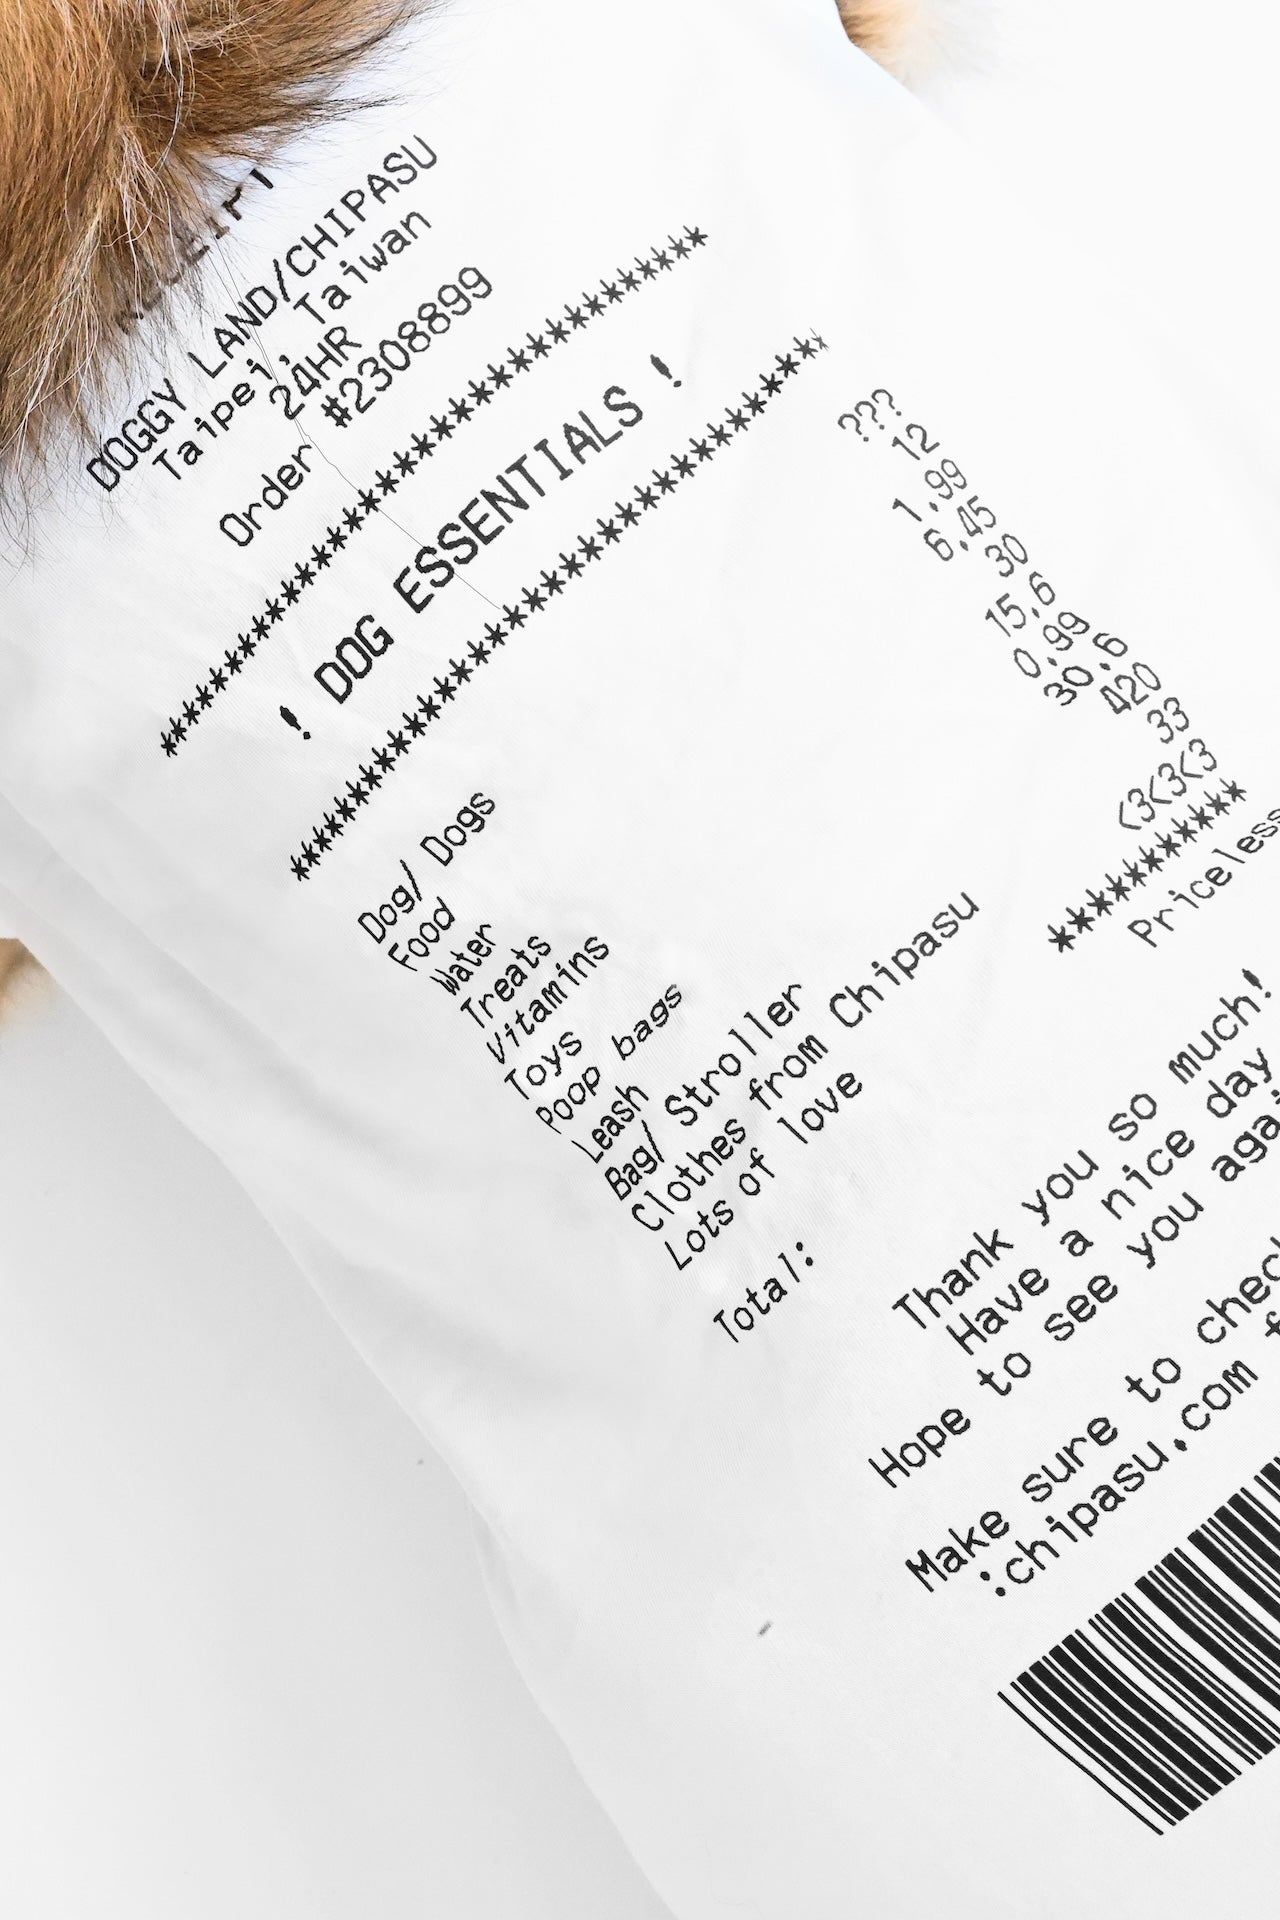 RECEIPT
DOGGY LAND/CHIPASU
Taipei, Taiwan
24HR
Order #2308899
********************************
! DOG ESSENTIALS !
********************************
Dog/ Dogs ???
Food 12
Water 1.99
Treats 6.45
Vitamins 30
Toys 15.6
Poop bags 0.99
Leash 30.6
Bag/ Stroller 420
Clothes from Chipasu 33
Lots of love <3<3<3
**********
Total: Priceless
Thank you so much!
Have a nice day
Hope to see you
Make sure to
:chipasu.com